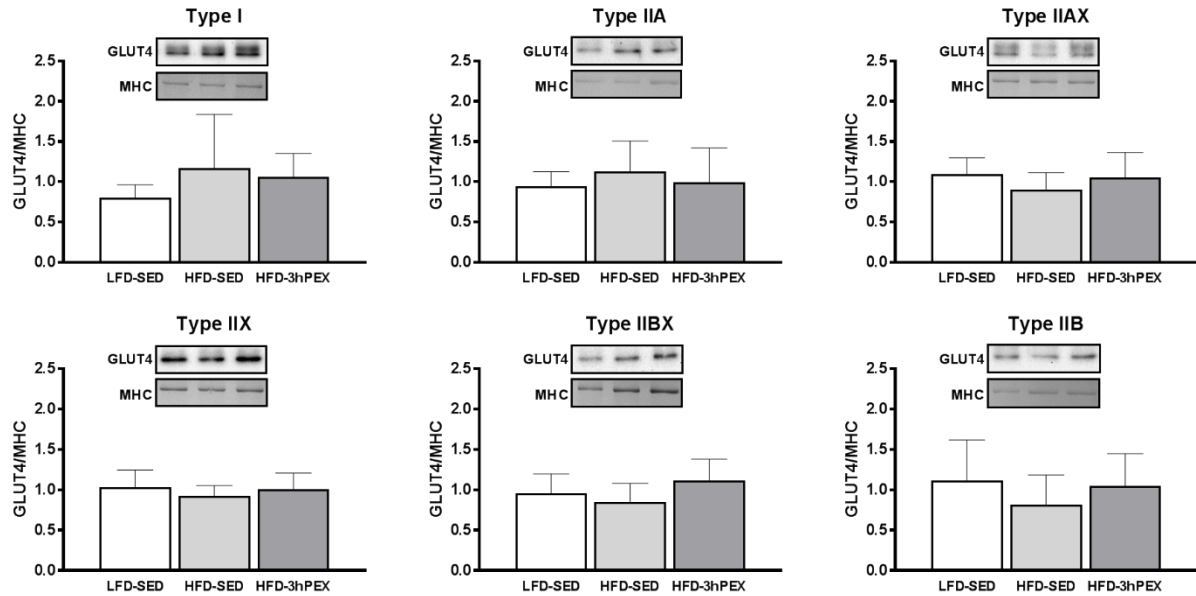 Type I
GLUT4
MHC
GLUT4/MHC
2.5
2.0
1.5
1.0
0.5
0.0
LFD-SED HFD-SED HFD-3hPEX
Type IIA
GLUT4
MHC
GLUT4/MHC
2.5
2.0
1.5
1.0
0.5
0.0
LFD-SED HFD-SED HFD-3hPEX
Type IIAX
GLUT4
MHC
GLUT4/MHC
2.5
2.0
1.5
1.0
0.5
0.0
LFD-SED HFD-SED HFD-3hPEX
Type IIX
GLUT4
MHC
GLUT4/MHC
2.5
2.0
1.5
1.0
0.5
0.0
LFD-SED HFD-SED HFD-3hPEX
Type IIBX
GLUT4
MHC
GLUT4/MHC
2.5
2.0
1.5
1.0
0.5
0.0
LFD-SED HFD-SED HFD-3hPEX
Type IIB
GLUT4
MHC
GLUT4/MHC
2.5
2.0
1.5
1.0
0.5
0.0
LFD-SED HFD-SED HFD-3hPEX